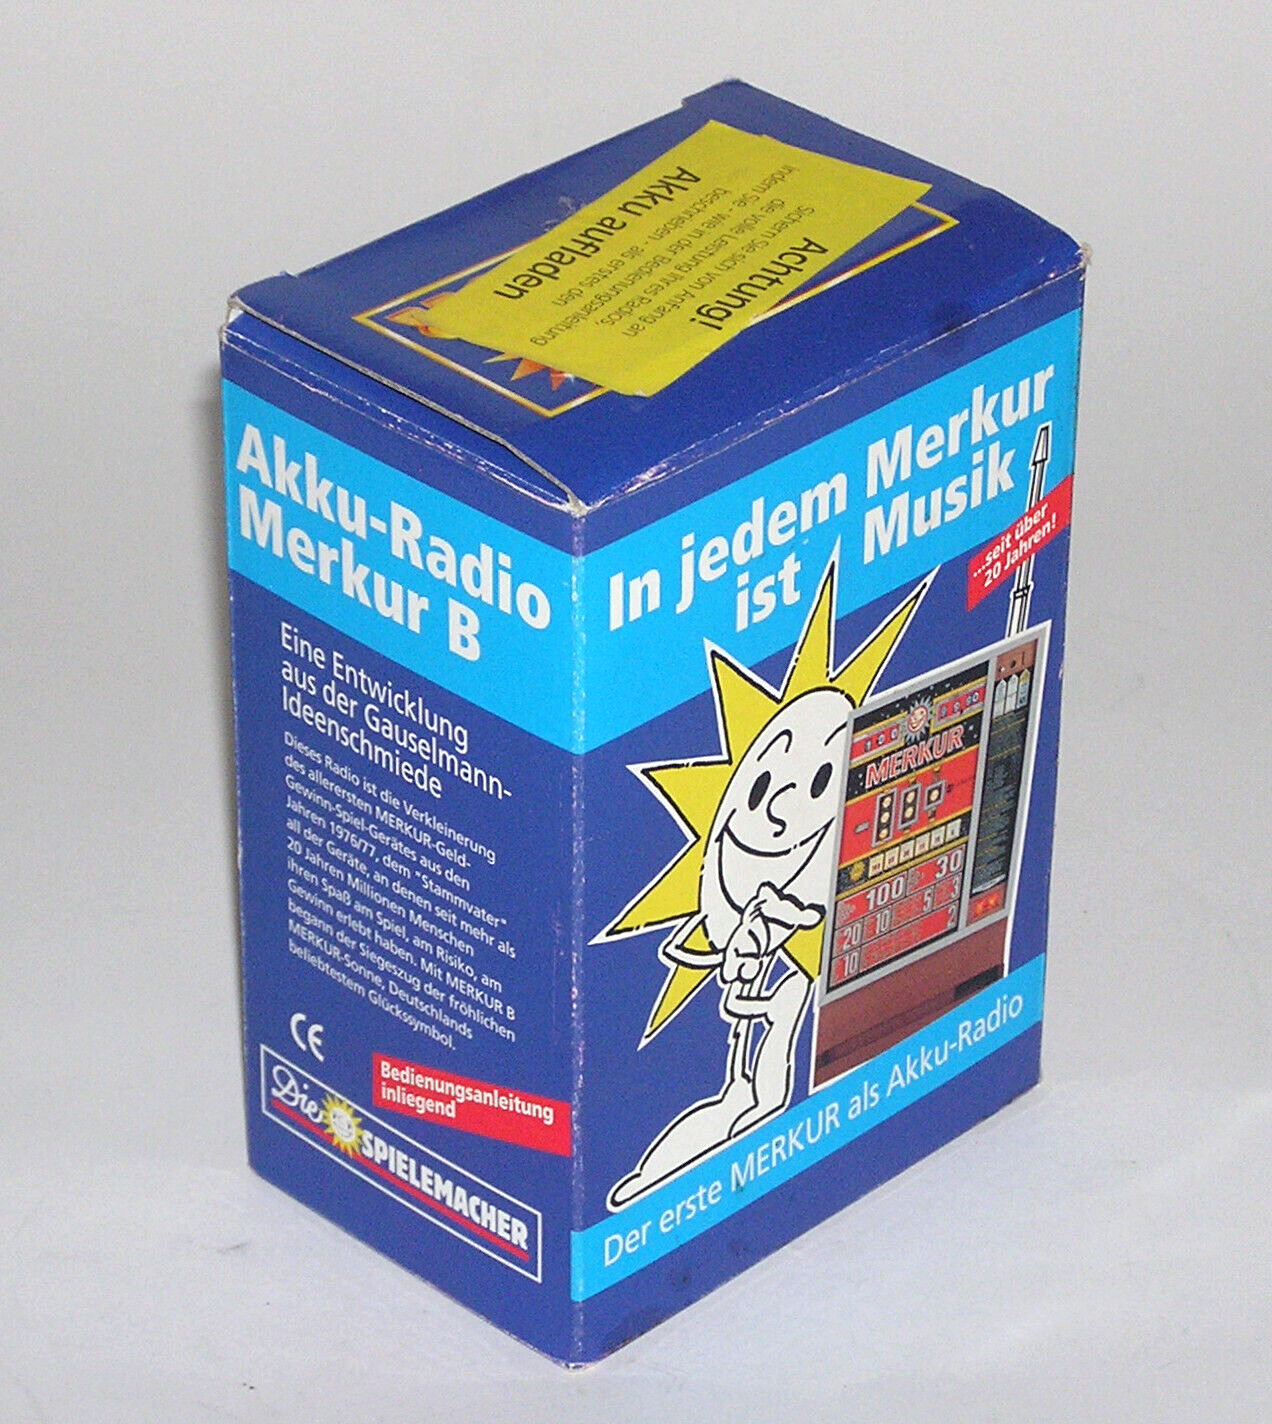 Achtung!
Sichern Sie sich von Anfang an
die volle Leistung Ihres Radios,
indem Sie - wie in der Bedienungsanleitung
beschrieben - als erstes den
Akku aufladen
Akku-Radio
Merkur B
Eine Entwicklung
aus der Gauselmann-
Ideenschmiede
Dieses Radio ist die Verkleinerung
des allerersten MERKUR-Geld-
Gewinn-Spiel-Gerätes aus den
Jahren 1976/77, dem "Stammvater"
all der Geräte, an denen seit mehr als
20 Jahren Millionen Menschen
ihren Spaß am Spiel, am Risiko, am
Gewinn erlebt haben. Mit MERKUR B
begann der Siegeszug der fröhlichen
MERKUR-Sonne, Deutschlands
beliebtestem Glückssymbol.
CE
Bedienungsanleitung
inliegend
Die SPIELEMACHER
In jedem Merkur
ist Musik
...seit über
20 Jahren!
MERKUR
100 30
20 10 5 3
10 2
Der erste MERKUR als Akku-Radio